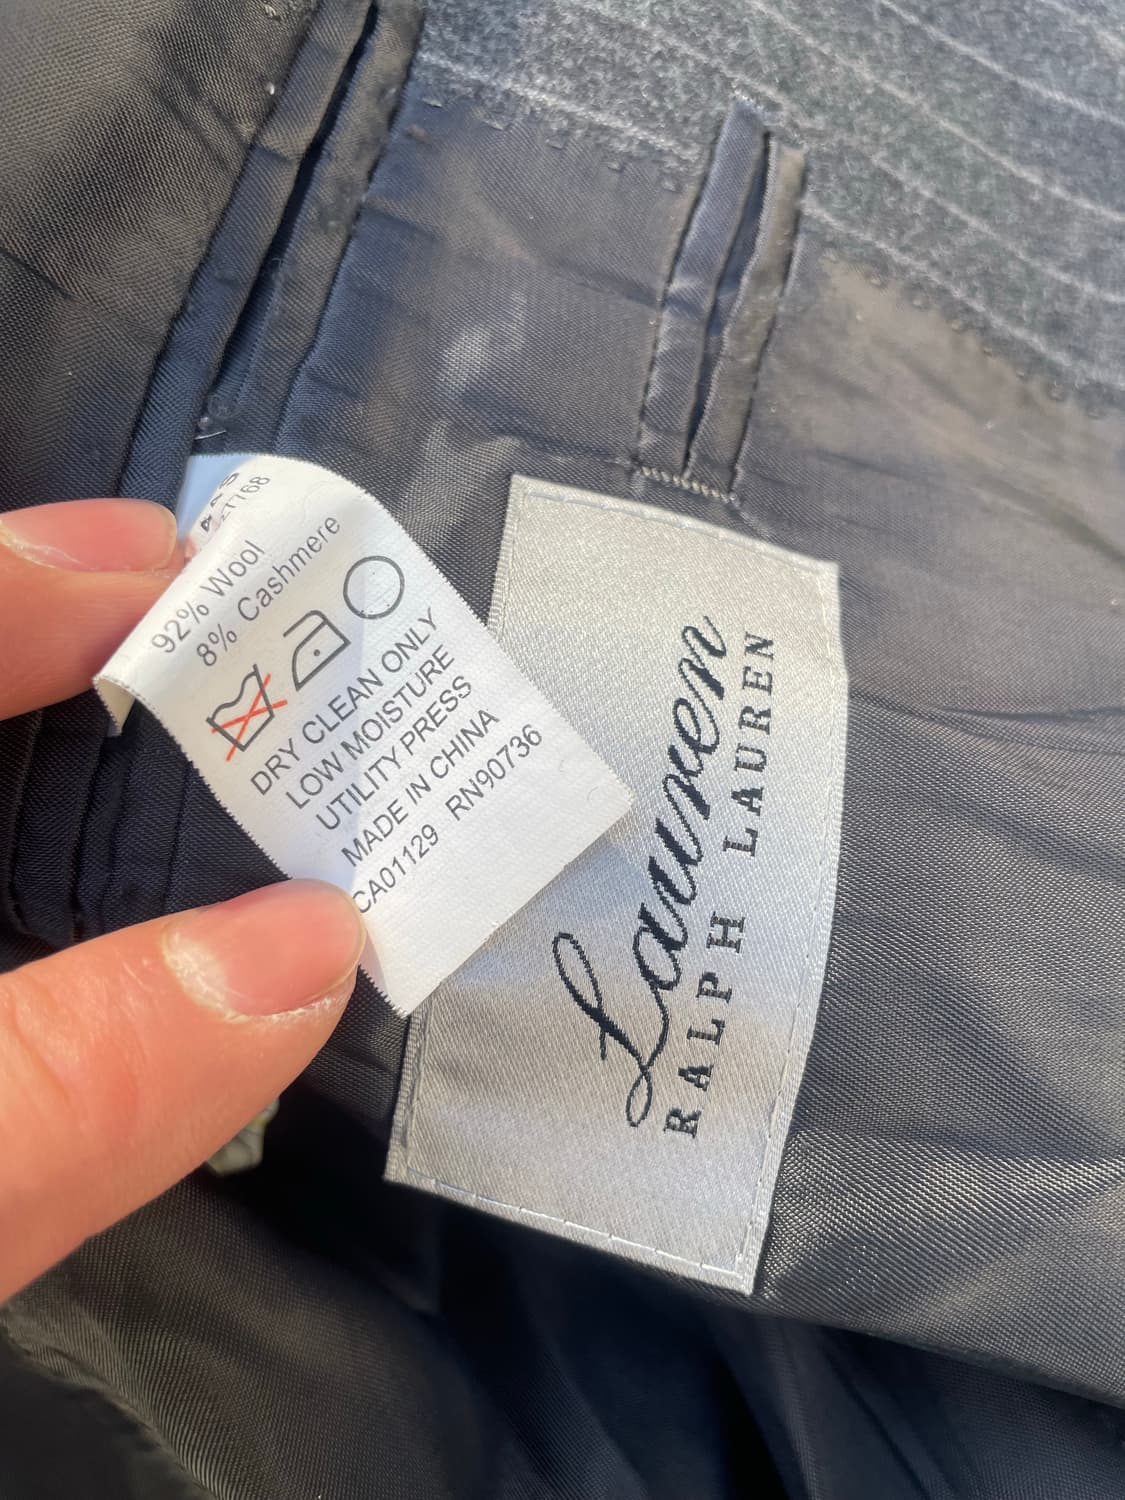 92% Wool
8% Cashmere
DRY CLEAN ONLY
LOW MOISTURE
UTILITY PRESS
MADE IN CHINA
CA01129 RN90736
Lauren
RALPH LAUREN